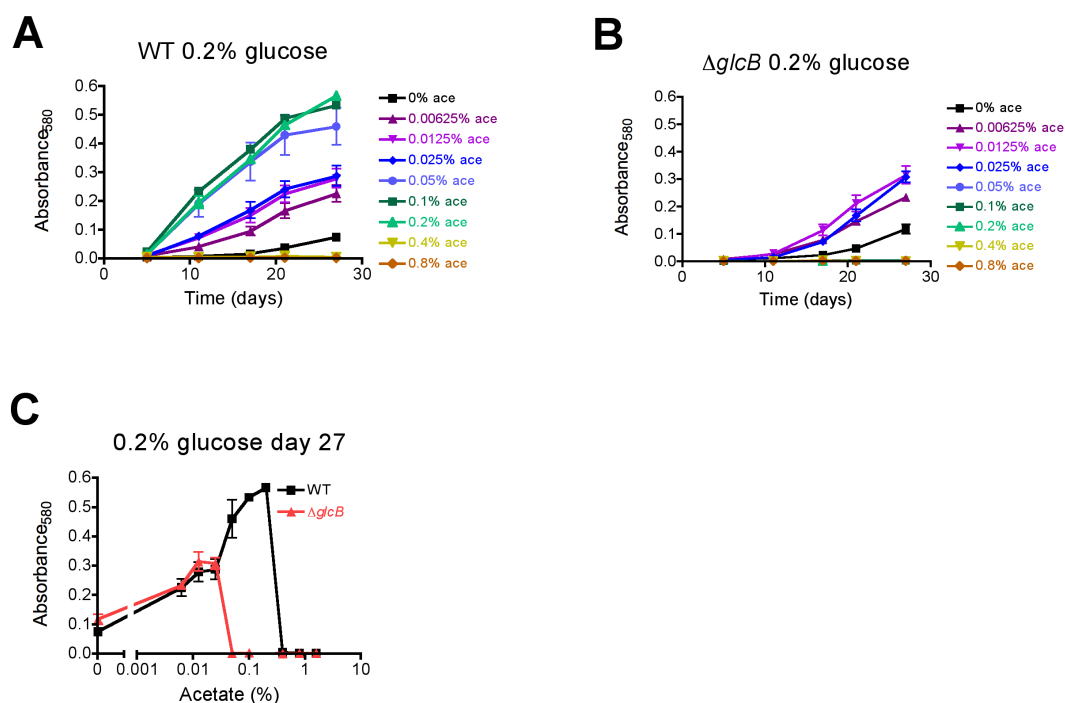 A
WT 0.2% glucose
Absorbance580
0.6
0.5
0.4
0.3
0.2
0.1
0.0
0
10
20
30
Time (days)
0% ace
0.00625% ace
0.0125% ace
0.025% ace
0.05% ace
0.1% ace
0.2% ace
0.4% ace
0.8% ace
B
ΔglcB 0.2% glucose
Absorbance580
0.6
0.5
0.4
0.3
0.2
0.1
0.0
0
10
20
30
Time (days)
0% ace
0.00625% ace
0.0125% ace
0.025% ace
0.05% ace
0.1% ace
0.2% ace
0.4% ace
0.8% ace
C
0.2% glucose day 27
Absorbance580
0.6
0.5
0.4
0.3
0.2
0.1
0.0
0
0.001
0.01
0.1
1
10
Acetate (%)
WT
ΔglcB